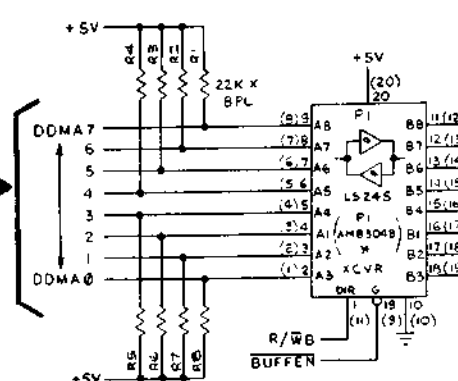 +5V
R4
R3
R2
R1
22K X
8PL
+5V
(20)
20
P1
DDMA7
6
5
4
3
2
1
DDMA0
(8) 9 A8
(7) 8 A7
(6) 7 A6
(5) 6 A5
(4) 5 A4
(3) 4 A1
(2) 3 A2
(1) 2 A3
LS245
P1
(AM8304B)
*
XCVR
B8 11 (12
B7 12 (13
B6 13 (14
B5 14 (15
B4 15 (16
B1 16 (17
B2 17 (18
B3 18 (19
DIR
G
1
(11)
19
(9)
10
(10)
R/WB
BUFFEN
R5
R6
R7
R8
+5V